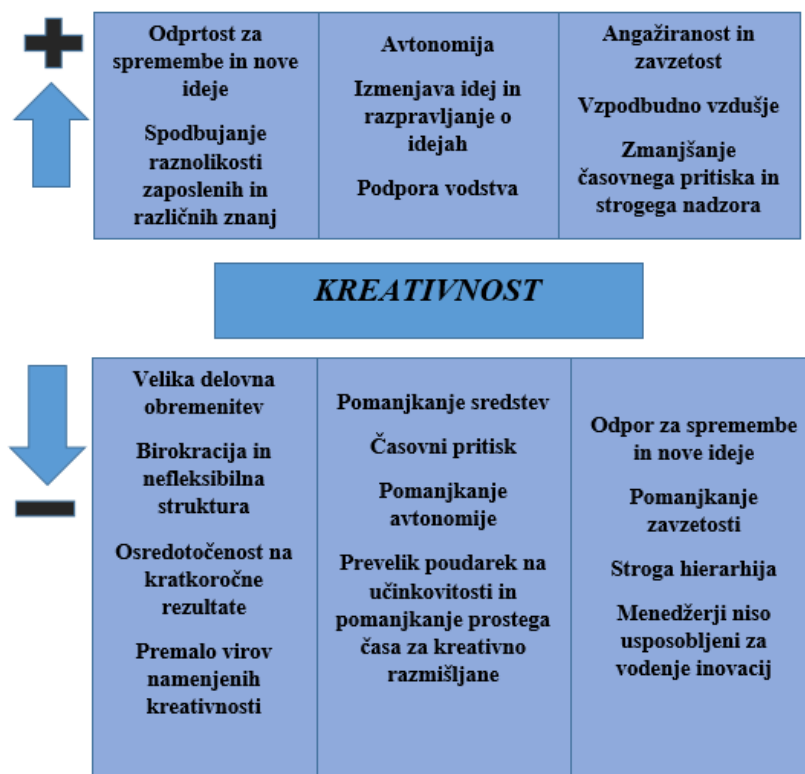 Odprtost za
spremembe in nove
ideje
Spodbujanje
raznolikosti
zaposlenih in
različnih znanj
Avtonomija
Izmenjava idej in
razpravljanje o
idejah
Podpora vodstva
Angažiranost in
zavzetost
Vzpodbudno vzdušje
Zmanjšanje
časovnega pritiska in
strogega nadzora
KREATIVNOST
Velika delovna
obremenitev
Birokracija in
nefleksibilna
struktura
Osredotočenost na
kratkoročne
rezultate
Premalo virov
namenjenih
kreativnosti
Pomanjkanje sredstev
Časovni pritisk
Pomanjkanje
avtonomije
Prevelik poudarek na
učinkovitosti in
pomanjkanje prostega
časa za kreativno
razmišljane
Odpor za spremembe
in nove ideje
Pomanjkanje
zavzetosti
Stroga hierarhija
Menedžerji niso
usposobljeni za
vodenje inovacij